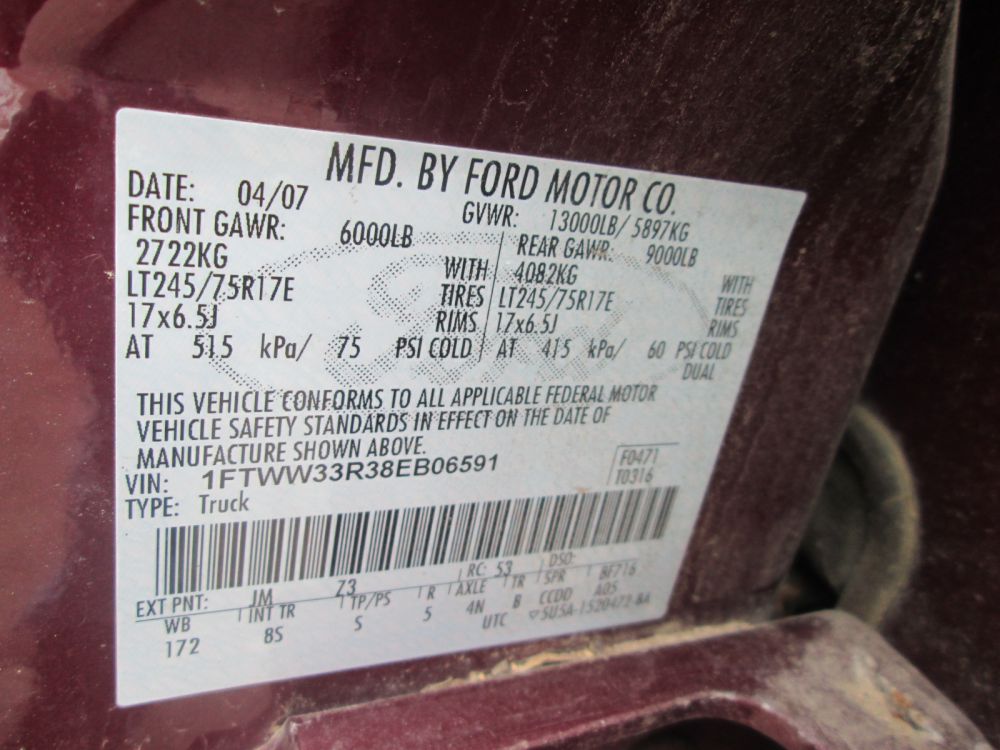 MFD. BY FORD MOTOR CO.
DATE: 04/07 GVWR: 13000LB/ 5897KG
FRONT GAWR: 6000LB REAR GAWR: 9000LB
2722KG WITH 4082KG WITH
LT245/75R17E TIRES LT245/75R17E TIRES
17x6.5J RIMS 17x6.5J RIMS
AT 515 kPa/ 75 PSI COLD AT 415 kPa/ 60 PSI COLD
DUAL
THIS VEHICLE CONFORMS TO ALL APPLICABLE FEDERAL MOTOR
VEHICLE SAFETY STANDARDS IN EFFECT ON THE DATE OF
MANUFACTURE SHOWN ABOVE.
VIN: 1FTWW33R38EB06591 F0471
TYPE: Truck T0316
EXT PNT: JM Z3 RC: 53 DSO:
WB INT TR TP/PS R AXLE TR SPR BF716
172 8S S 5 4N B CCDD A05
UTC 5U5A-1520472-BA